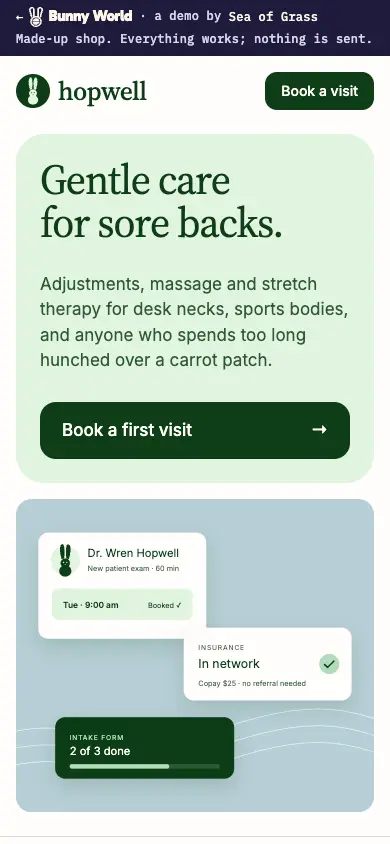 ← Bunny World · a demo by Sea of Grass
Made-up shop. Everything works; nothing is sent.
hopwell
Book a visit
Gentle care
for sore backs.
Adjustments, massage and stretch
therapy for desk necks, sports bodies,
and anyone who spends too long
hunched over a carrot patch.
Book a first visit →
Dr. Wren Hopwell
New patient exam · 60 min
Tue · 9:00 am
Booked ✓
INSURANCE
In network
Copay $25 · no referral needed
INTAKE FORM
2 of 3 done